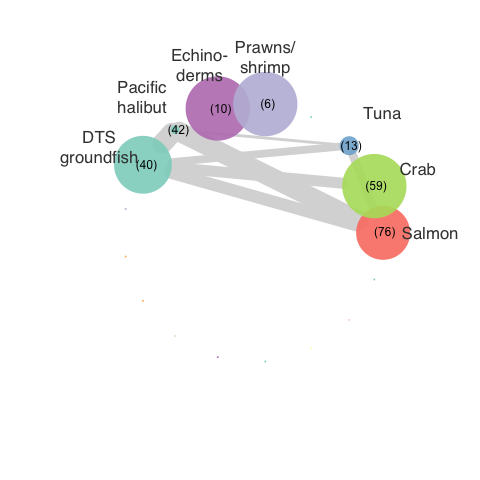 Echino-
derms
(10)
Prawns/
shrimp
(6)
Pacific
halibut
(42)
Tuna
(13)
DTS
groundfish
(40)
Crab
(59)
Salmon
(76)